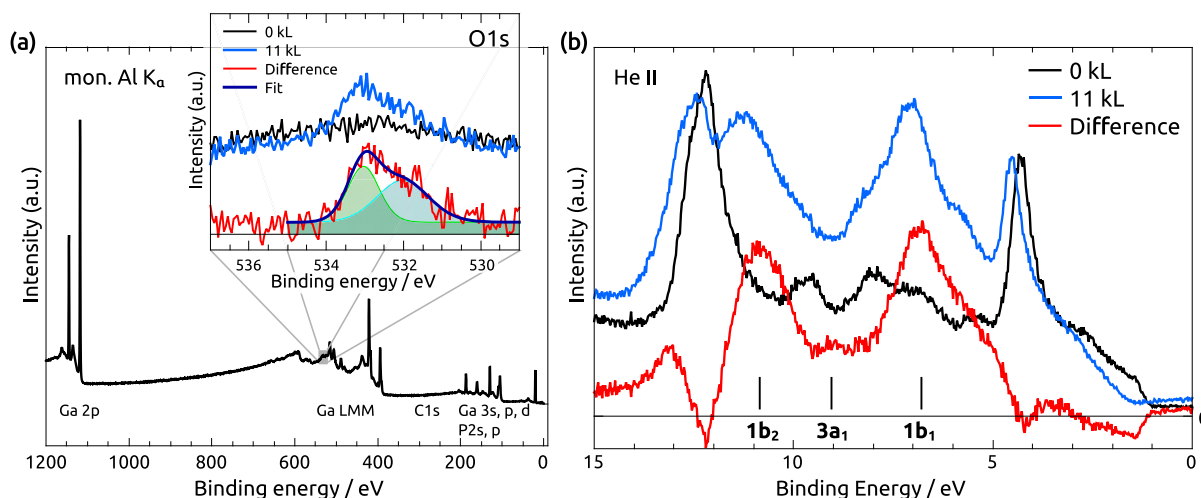 (a)
mon. Al Kα
Intensity (a.u.)
Ga 2p
Ga LMM
C1s
Ga 3s, p, d
P2s, p
1200 1000 800 600 400 200 0
Binding energy / eV
O1s
0 kL
11 kL
Difference
Fit
Intensity (a.u.)
536 534 532 530
Binding energy / eV
(b)
He II
0 kL
11 kL
Difference
Intensity (a.u.)
1b₂ 3a₁ 1b₁
0
15 10 5 0
Binding Energy / eV